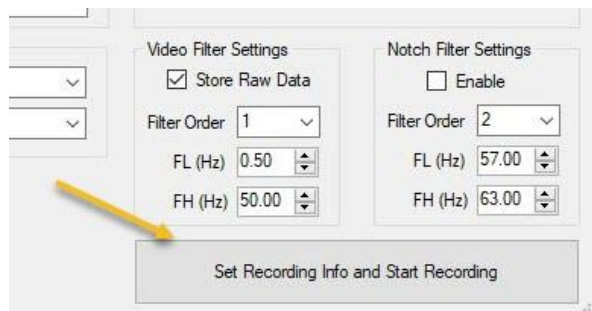 Video Filter Settings
Store Raw Data
Filter Order 1
FL (Hz) 0.50
FH (Hz) 50.00
Notch Filter Settings
Enable
Filter Order 2
FL (Hz) 57.00
FH (Hz) 63.00
Set Recording Info and Start Recording